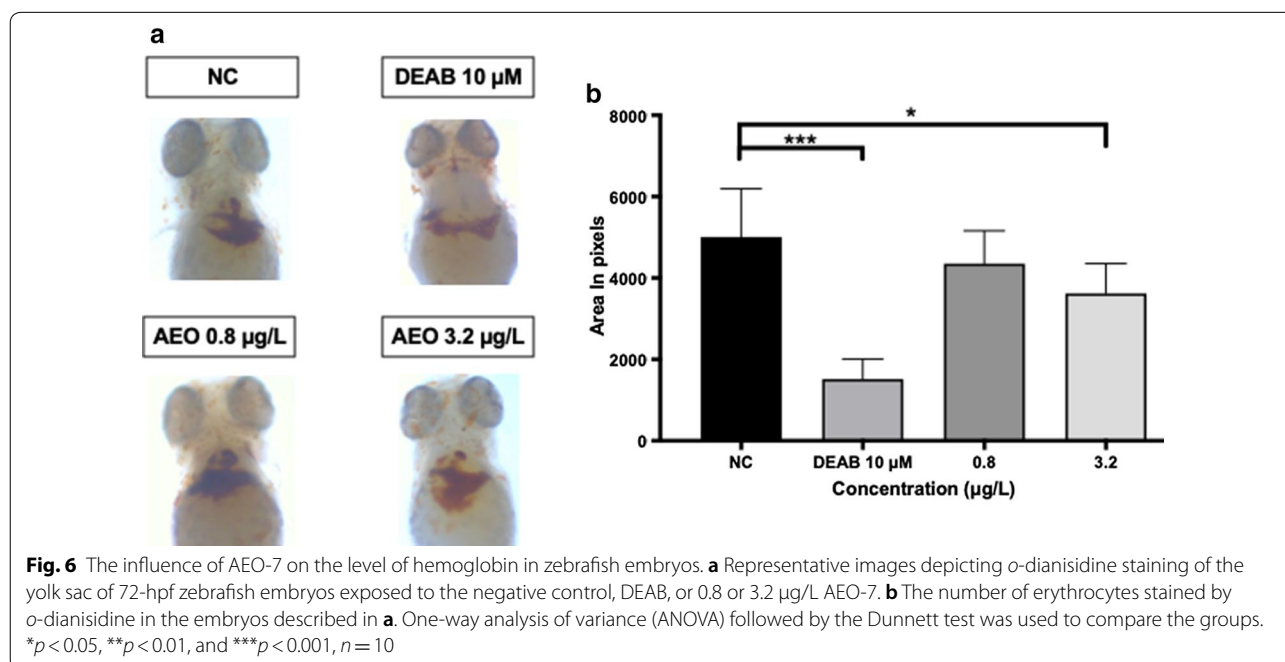 a
NC
DEAB 10 µM
AEO 0.8 µg/L
AEO 3.2 µg/L
b
8000
6000
4000
2000
0
Area In pixels
*
***
NC DEAB 10 µM 0.8 3.2
Concentration (µg/L)
Fig. 6 The influence of AEO-7 on the level of hemoglobin in zebrafish embryos. a Representative images depicting o-dianisidine staining of the
yolk sac of 72-hpf zebrafish embryos exposed to the negative control, DEAB, or 0.8 or 3.2 µg/L AEO-7. b The number of erythrocytes stained by
o-dianisidine in the embryos described in a. One-way analysis of variance (ANOVA) followed by the Dunnett test was used to compare the groups.
*p < 0.05, **p < 0.01, and ***p < 0.001, n = 10